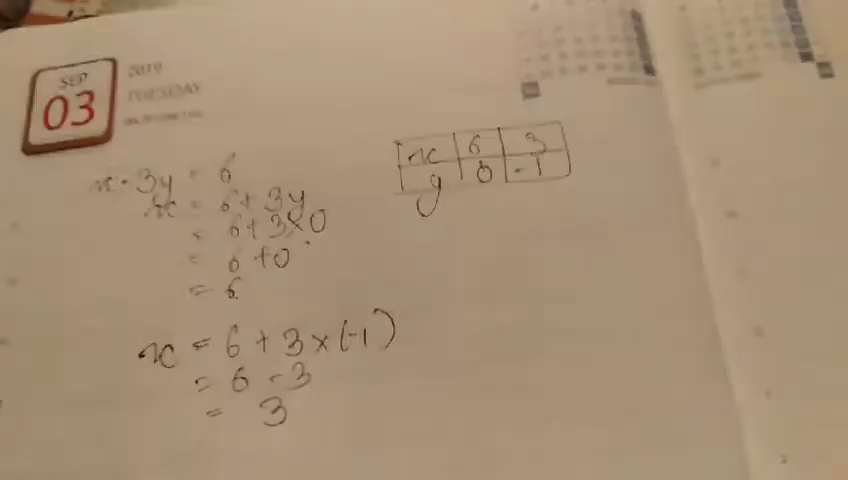 SEP
03
2019
TUESDAY
x - 3y = 6
x = 6 + 3y
= 6 + 3 × 0
= 6 + 0
= 6
x 6 3
y 0 -1
x = 6 + 3 × (-1)
= 6 - 3
= 3